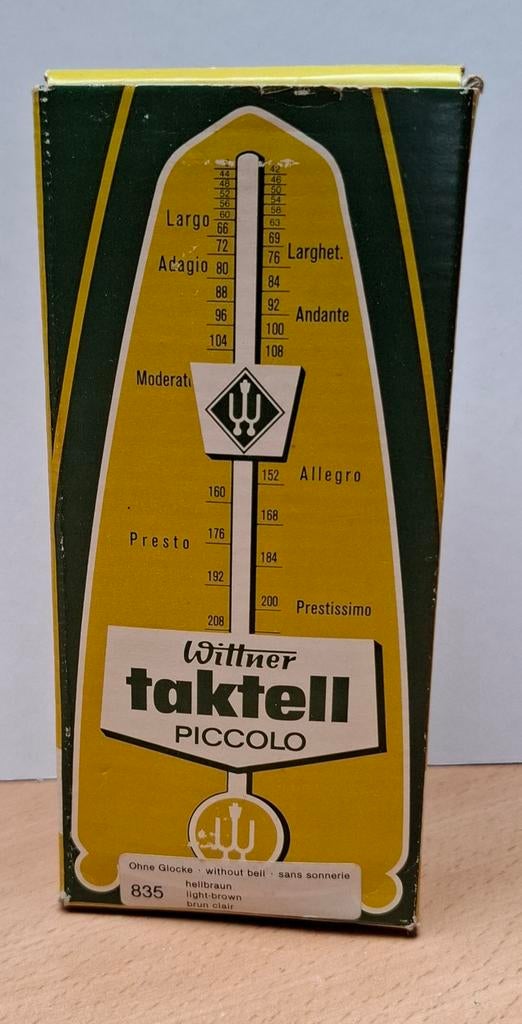 42
44
46
48
50
52
54
56
58
60
63
Largo
66
69
72
Larghet.
76
Adagio
80
84
88
92
Andante
96
100
104
108
Moderat
152
Allegro
160
168
176
Presto
184
192
200
Prestissimo
208
Wittner
taktell
PICCOLO
Ohne Glocke · without bell · sans sonnerie
835
hellbraun
light-brown
brun clair